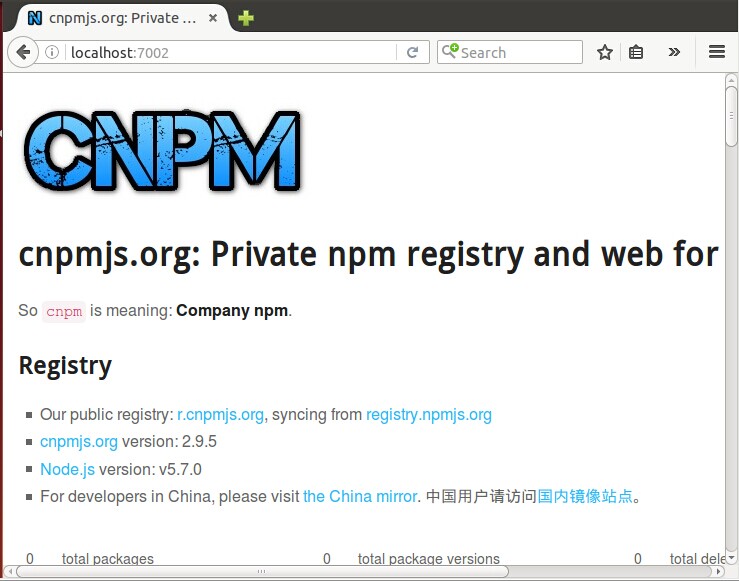 cnpmjs.org: Private ...
localhost:7002
Search
CNPM
cnpmjs.org: Private npm registry and web for
So cnpm is meaning: Company npm.
Registry
Our public registry: r.cnpmjs.org, syncing from registry.npmjs.org
cnpmjs.org version: 2.9.5
Node.js version: v5.7.0
For developers in China, please visit the China mirror. 中国用户请访问国内镜像站点。
0 total packages 0 total package versions 0 total dele